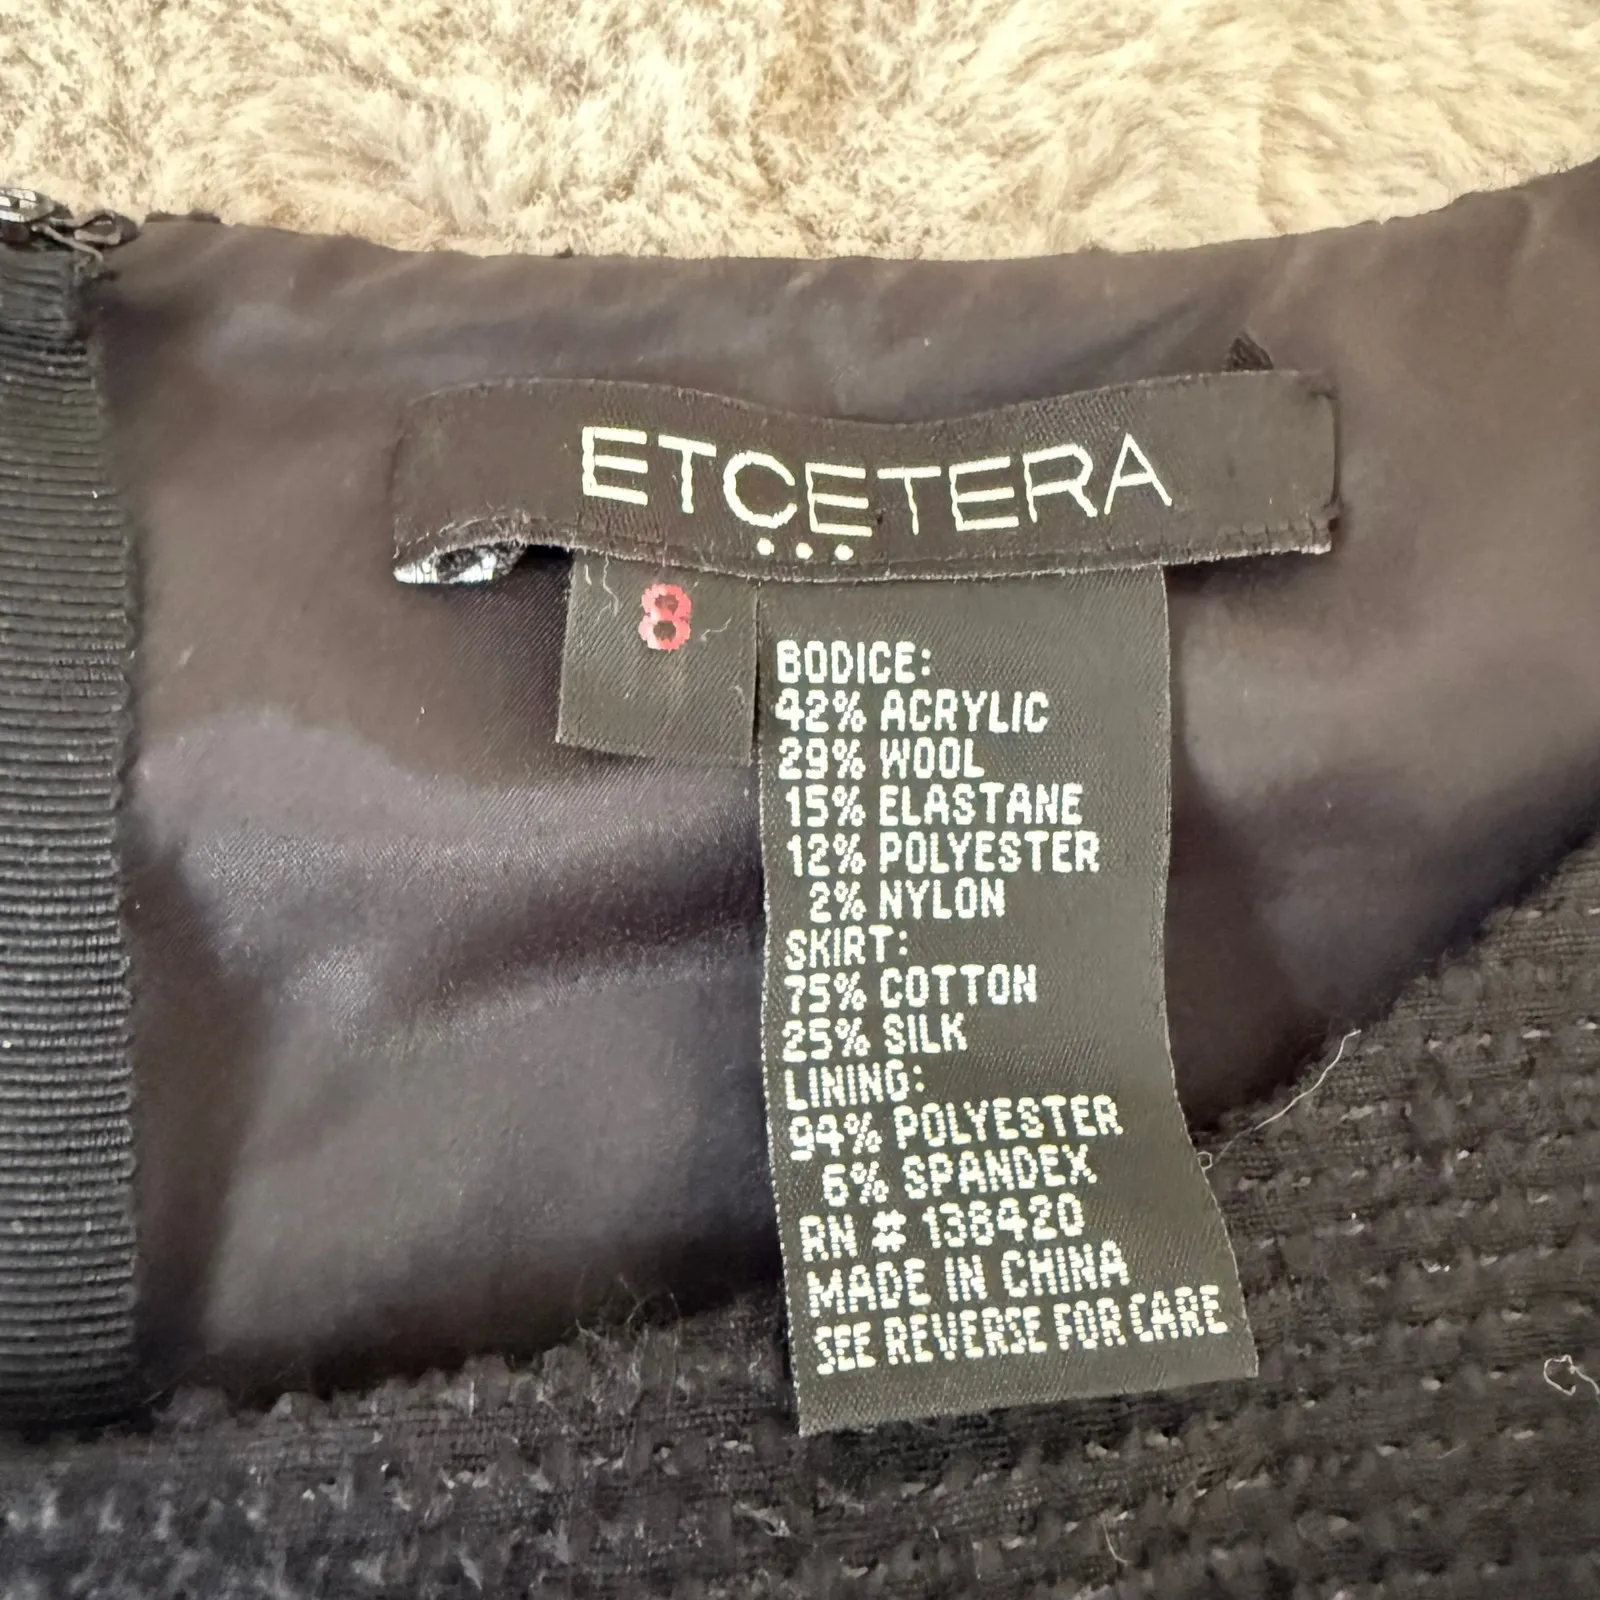 ETCETERA
...
8
BODICE:
42% ACRYLIC
29% WOOL
15% ELASTANE
12% POLYESTER
2% NYLON
SKIRT:
75% COTTON
25% SILK
LINING:
94% POLYESTER
6% SPANDEX
RN # 138420
MADE IN CHINA
SEE REVERSE FOR CARE